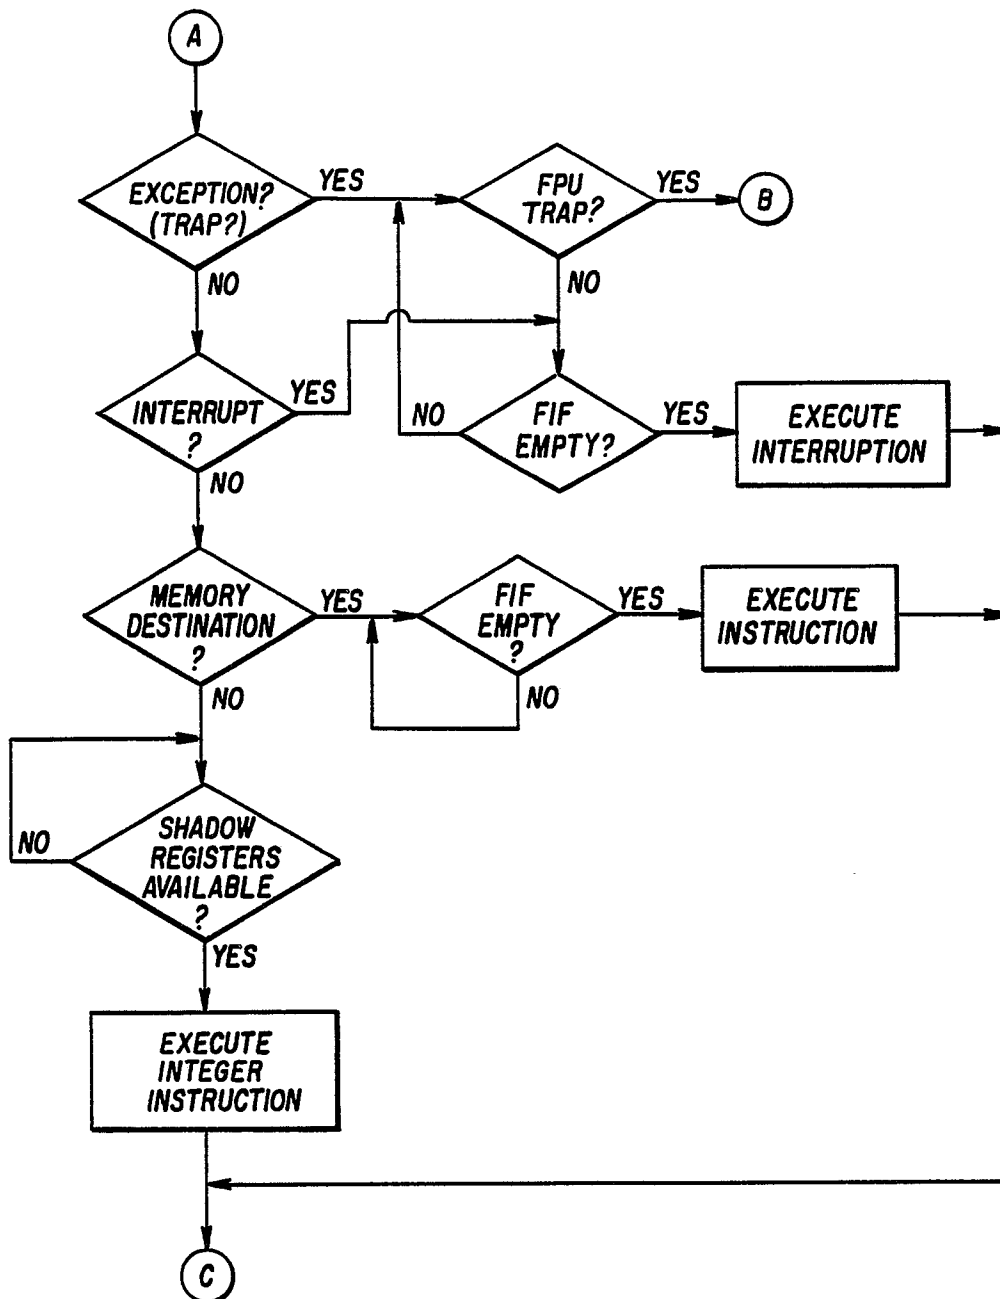 A
EXCEPTION?
(TRAP?)
YES
FPU
TRAP?
YES
B
NO
NO
INTERRUPT
?
YES
NO
FIF
EMPTY?
YES
EXECUTE
INTERRUPTION
NO
MEMORY
DESTINATION
?
YES
FIF
EMPTY
?
YES
EXECUTE
INSTRUCTION
NO
NO
SHADOW
REGISTERS
AVAILABLE
?
NO
YES
EXECUTE
INTEGER
INSTRUCTION
C